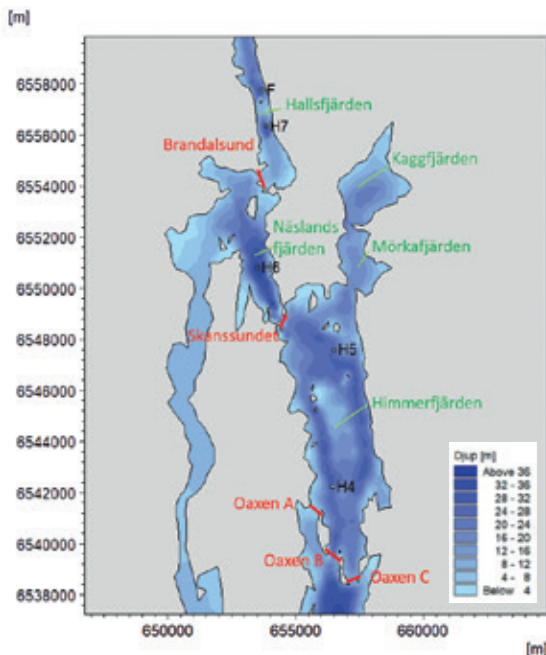 [m]
6558000
F
Hallsfjärden
H7
6556000
Brandalsund
Kaggfjärden
6554000
Näslands
fjärden
6552000
Mörkafjärden
H6
6550000
Skanssundet
6548000
H5
6546000
Himmerfjärden
6544000
Djup [m]
Above 36
32 - 36
28 - 32
24 - 28
20 - 24
16 - 20
12 - 16
8 - 12
4 - 8
Below 4
H4
6542000
Oaxen A
6540000
Oaxen B
Oaxen C
6538000
650000
655000
660000
[m]